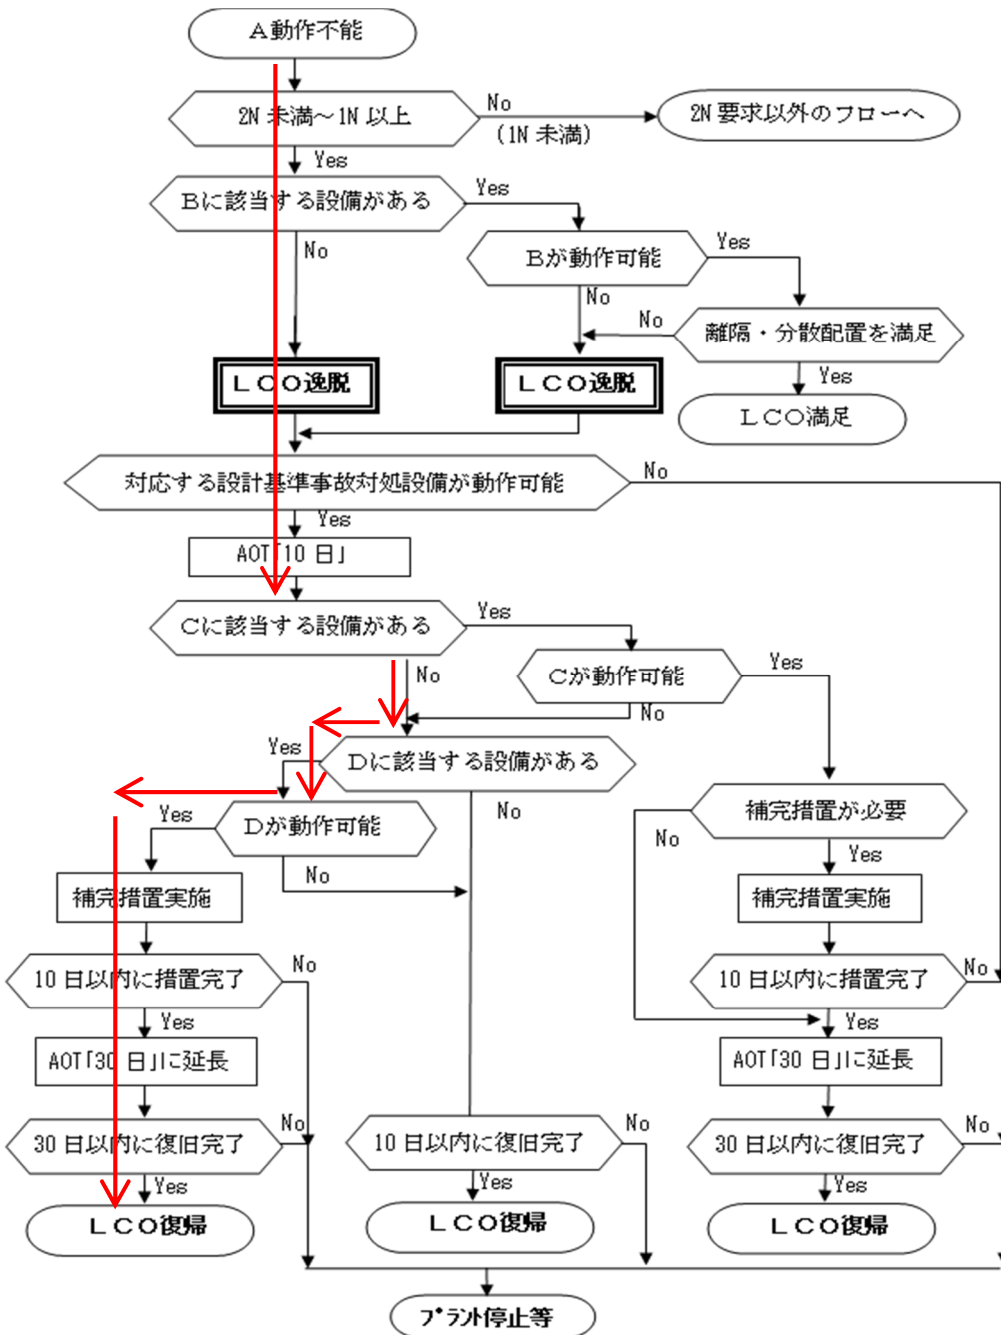 Ａ動作不能
2N 未満～1N 以上
No
(1N 未満)
2N 要求以外のフローへ
Yes
Ｂに該当する設備がある
Yes
No
Ｂが動作可能
Yes
No
No
離隔・分散配置を満足
Yes
ＬＣＯ逸脱
ＬＣＯ逸脱
ＬＣＯ満足
対応する設計基準事故対処設備が動作可能
No
Yes
AOT「10 日」
Ｃに該当する設備がある
Yes
No
Ｃが動作可能
Yes
No
Ｄに該当する設備がある
Yes
No
Ｄが動作可能
Yes
No
補完措置が必要
No
Yes
補完措置実施
補完措置実施
10 日以内に措置完了
No
Yes
10 日以内に措置完了
No
Yes
AOT「30 日」に延長
AOT「30 日」に延長
30 日以内に復旧完了
No
Yes
10 日以内に復旧完了
No
Yes
30 日以内に復旧完了
No
Yes
ＬＣＯ復帰
ＬＣＯ復帰
ＬＣＯ復帰
ﾌﾟﾗﾝﾄ停止等